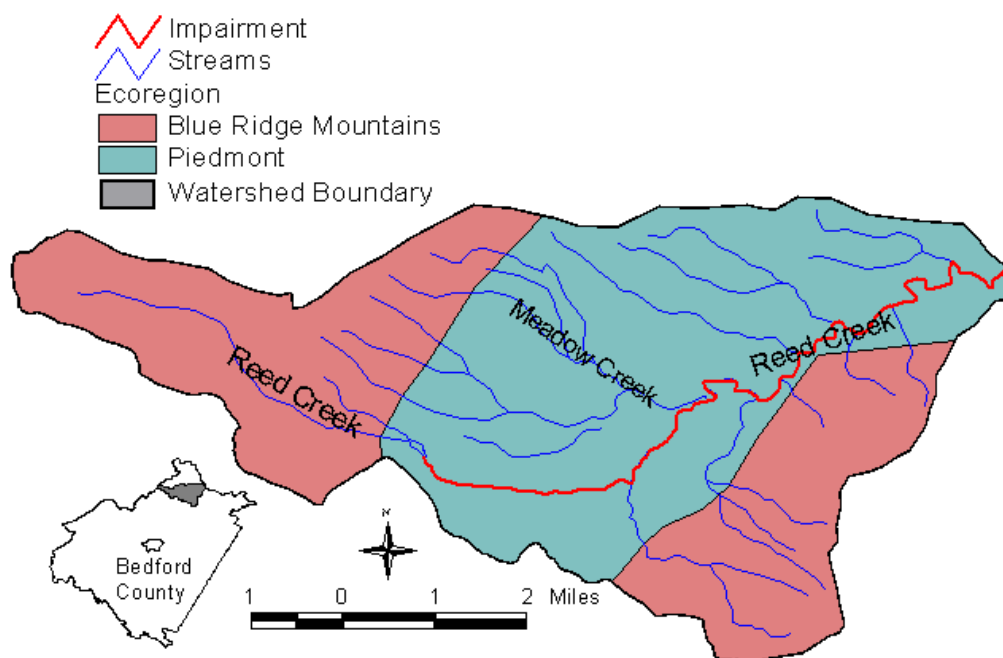 Impairment
Streams
Ecoregion
Blue Ridge Mountains
Piedmont
Watershed Boundary
Reed Creek
Meadow Creek
Reed Creek
Bedford
County
N
1 0 1 2 Miles